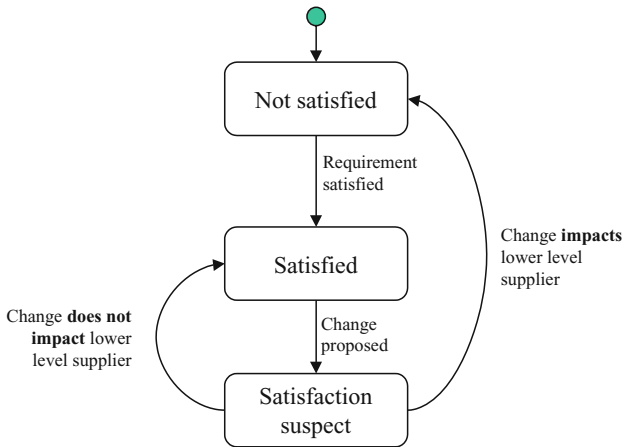 Not satisfied
Requirement
satisfied
Change impacts
lower level
supplier
Satisfied
Change does not
impact lower
level supplier
Change
proposed
Satisfaction
suspect